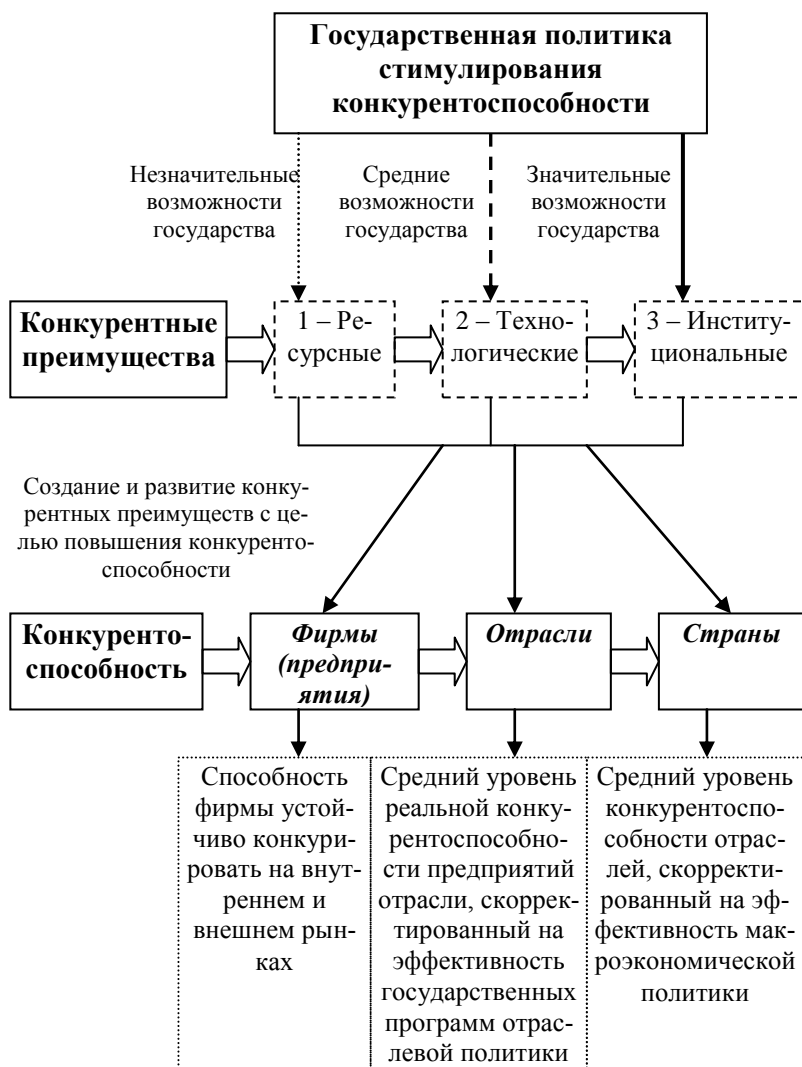 Государственная политика
стимулирования
конкурентоспособности
Незначительные
возможности
государства
Средние
возможности
государства
Значительные
возможности
государства
Конкурентные
преимущества
1 – Ре-
сурсные
2 – Техно-
логические
3 – Институ-
циональные
Создание и развитие конку-
рентных преимуществ с це-
лью повышения конкуренто-
способности
Конкуренто-
способность
Фирмы
(предпри-
ятия)
Отрасли
Страны
Способность
фирмы устой-
чиво конкури-
ровать на внут-
реннем и
внешнем рын-
ках
Средний уровень
реальной конку-
рентоспособно-
сти предприятий
отрасли, скоррек-
тированный на
эффективность
государственных
программ отрас-
левой политики
Средний уровень
конкурентоспо-
собности отрас-
лей, скорректи-
рованный на эф-
фективность мак-
роэкономической
политики